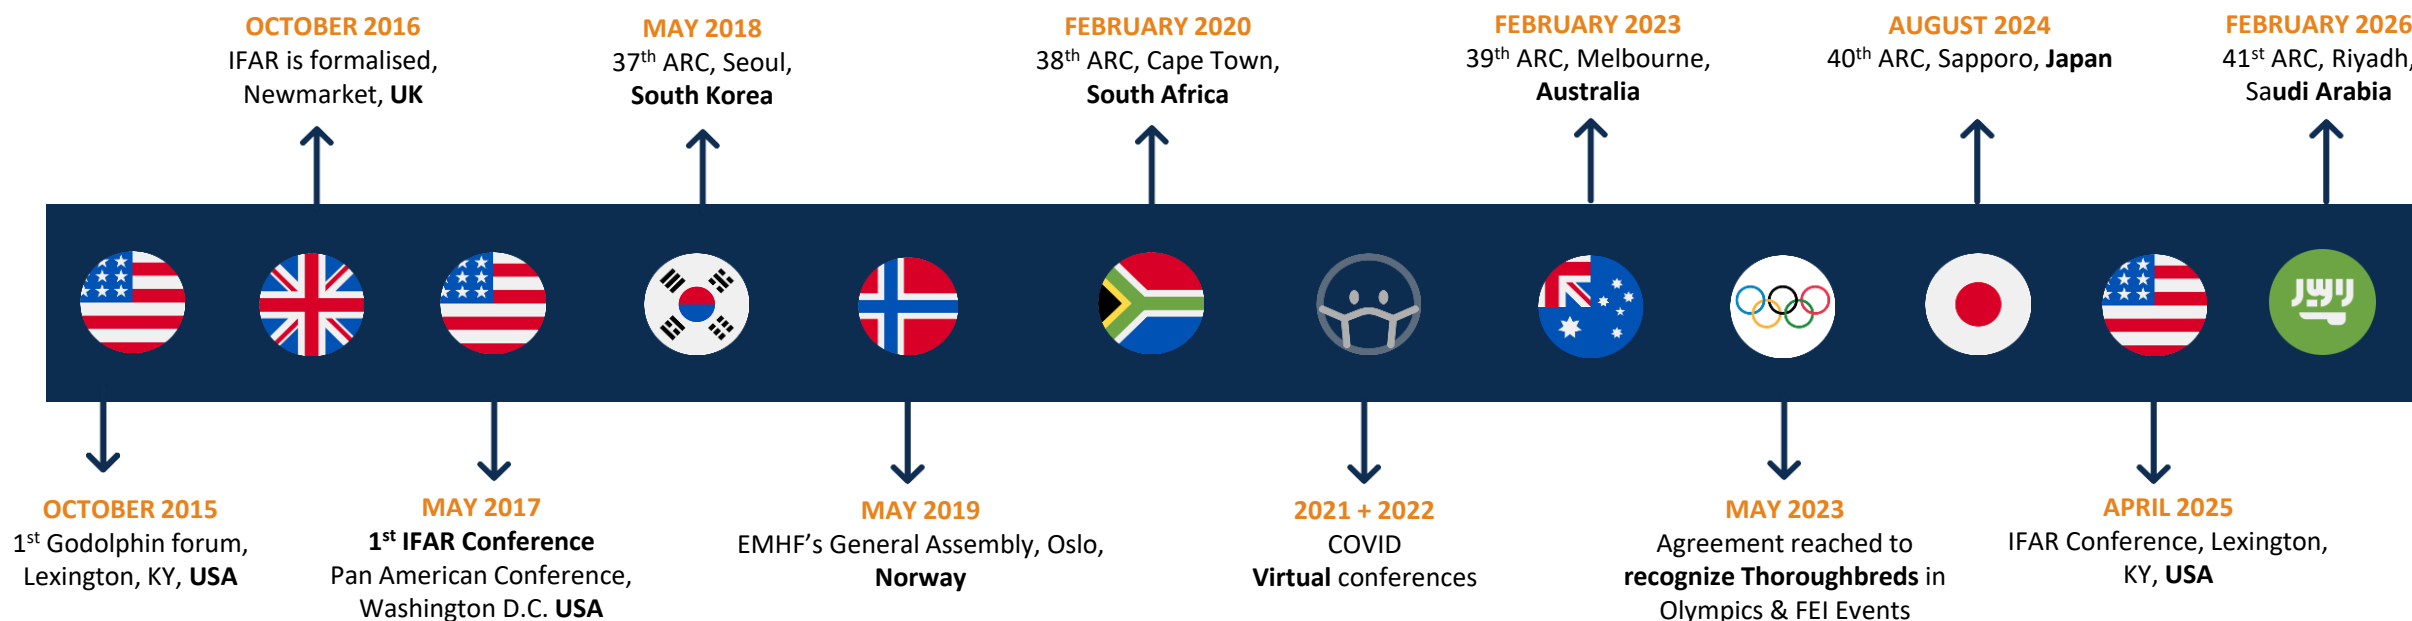 OCTOBER 2016
IFAR is formalised,
Newmarket, UK
MAY 2018
37th ARC, Seoul,
South Korea
FEBRUARY 2020
38th ARC, Cape Town,
South Africa
FEBRUARY 2023
39th ARC, Melbourne,
Australia
AUGUST 2024
40th ARC, Sapporo, Japan
FEBRUARY 2026
41st ARC, Riyadh,
Saudi Arabia
OCTOBER 2015
1st Godolphin forum,
Lexington, KY, USA
MAY 2017
1st IFAR Conference
Pan American Conference,
Washington D.C. USA
MAY 2019
EMHF’s General Assembly, Oslo,
Norway
2021 + 2022
COVID
Virtual conferences
MAY 2023
Agreement reached to
recognize Thoroughbreds in
Olympics & FEI Events
APRIL 2025
IFAR Conference, Lexington,
KY, USA